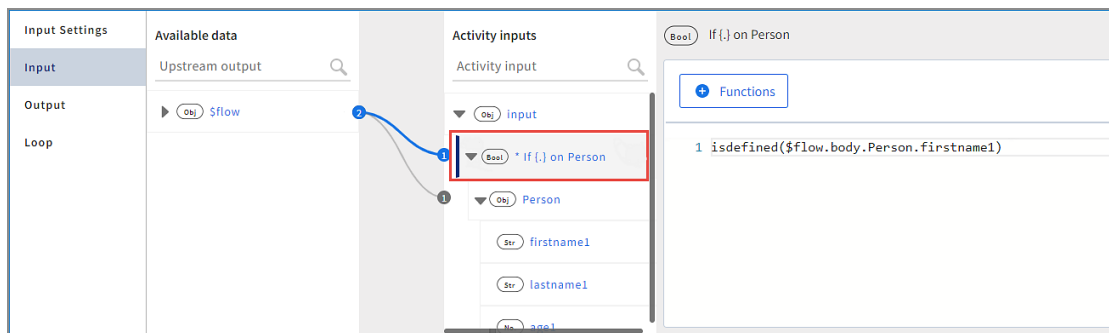 Input Settings
Input
Output
Loop
Available data
Upstream output
Obj $flow
2
Activity inputs
Activity input
Obj input
1 Bool * If {.} on Person
1 Obj Person
Str firstname1
Str lastname1
No age1
Bool If {.} on Person
Functions
1 isdefined($flow.body.Person.firstname1)